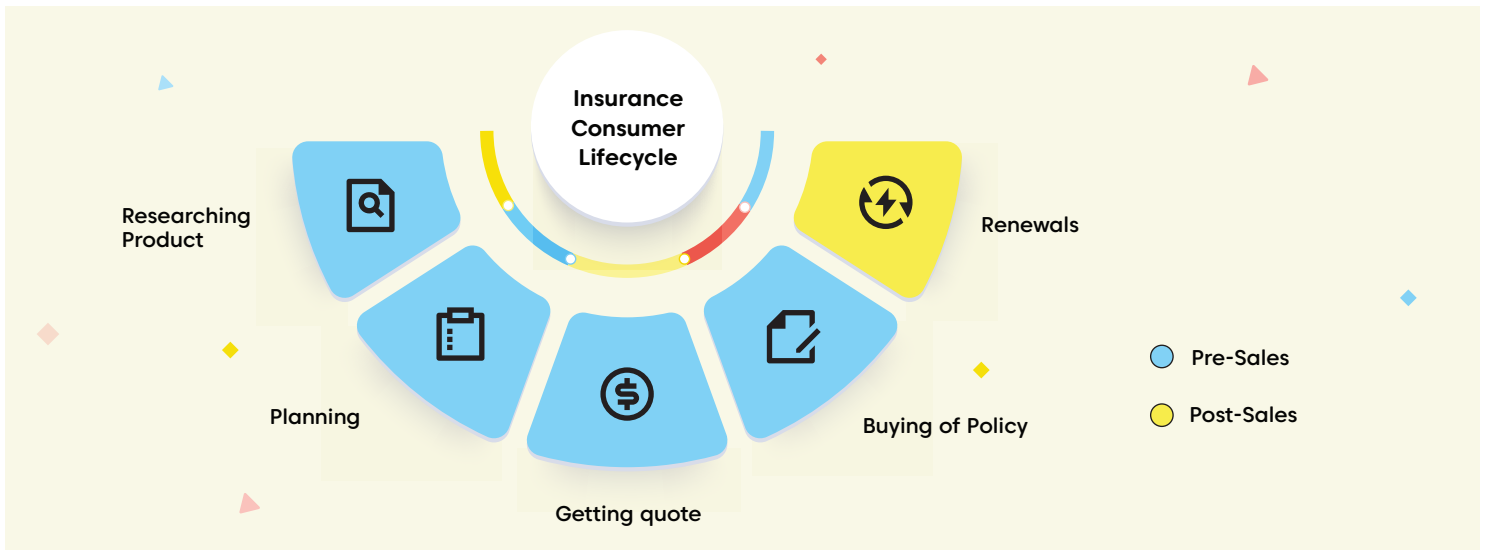 Insurance
Consumer
Lifecycle
Researching
Product
Planning
Getting quote
Buying of Policy
Renewals
Pre-Sales
Post-Sales